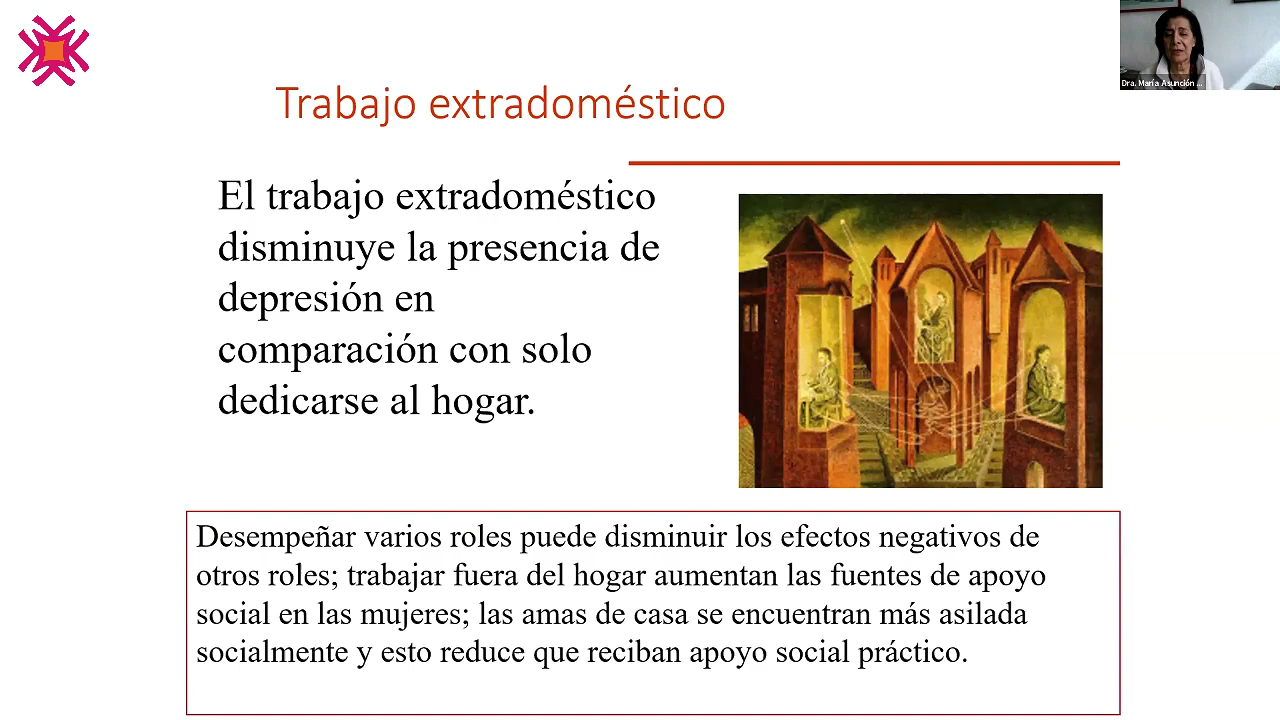 Dra. María Asunción ...
Trabajo extradoméstico
El trabajo extradoméstico
disminuye la presencia de
depresión en
comparación con solo
dedicarse al hogar.
Desempeñar varios roles puede disminuir los efectos negativos de
otros roles; trabajar fuera del hogar aumentan las fuentes de apoyo
social en las mujeres; las amas de casa se encuentran más asilada
socialmente y esto reduce que reciban apoyo social práctico.